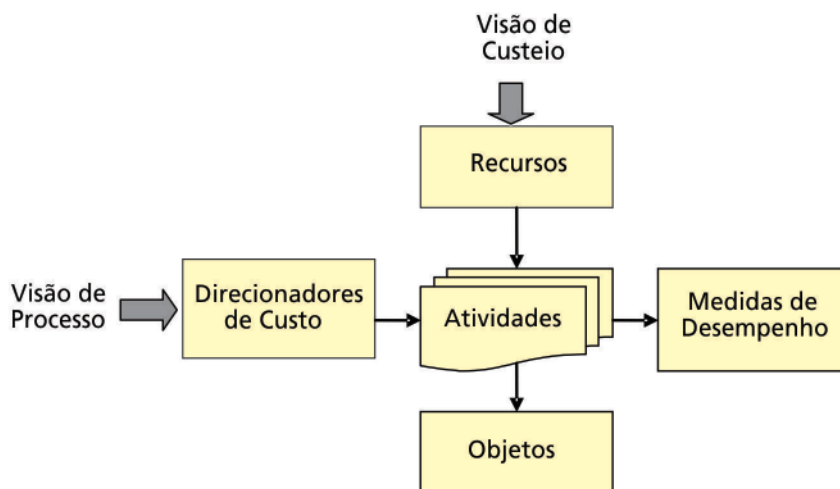 Visão de
Custeio
Recursos
Visão de
Processo
Direcionadores
de Custo
Atividades
Medidas de
Desempenho
Objetos